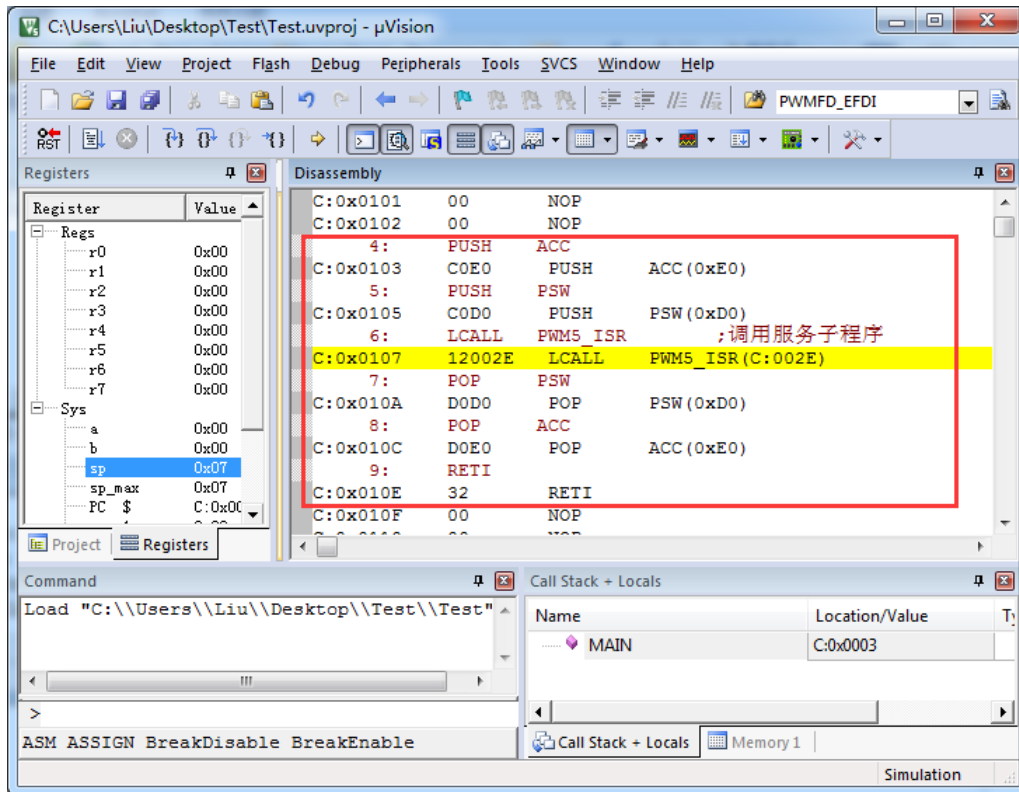 C:\Users\Liu\Desktop\Test\Test.uvproj - µVision
File Edit View Project Flash Debug Peripherals Tools SVCS Window Help
PWMFD_EFDI
RST
Registers
Register Value
Regs
r0 0x00
r1 0x00
r2 0x00
r3 0x00
r4 0x00
r5 0x00
r6 0x00
r7 0x00
Sys
a 0x00
b 0x00
sp 0x07
sp_max 0x07
PC $ C:0x00
Project Registers
Disassembly
C:0x0101 00 NOP
C:0x0102 00 NOP
4: PUSH ACC
C:0x0103 C0E0 PUSH ACC(0xE0)
5: PUSH PSW
C:0x0105 C0D0 PUSH PSW(0xD0)
6: LCALL PWM5_ISR ;调用服务子程序
C:0x0107 12002E LCALL PWM5_ISR(C:002E)
7: POP PSW
C:0x010A D0D0 POP PSW(0xD0)
8: POP ACC
C:0x010C D0E0 POP ACC(0xE0)
9: RETI
C:0x010E 32 RETI
C:0x010F 00 NOP
Command
Load "C:\\Users\\Liu\\Desktop\\Test\\Test"
>
ASM ASSIGN BreakDisable BreakEnable
Call Stack + Locals
Name Location/Value
MAIN C:0x0003
Call Stack + Locals Memory 1
Simulation